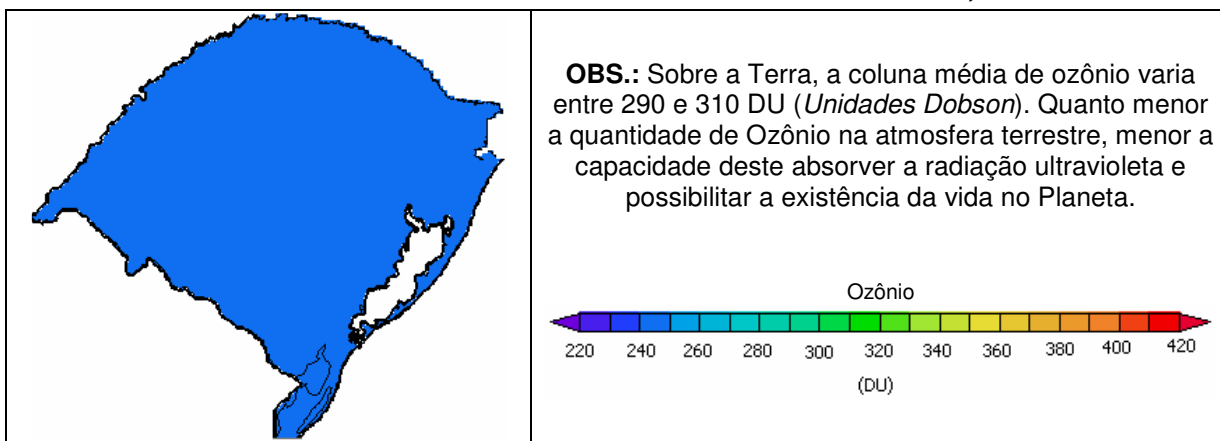 OBS.: Sobre a Terra, a coluna média de ozônio varia
entre 290 e 310 DU (Unidades Dobson). Quanto menor
a quantidade de Ozônio na atmosfera terrestre, menor a
capacidade deste absorver a radiação ultravioleta e
possibilitar a existência da vida no Planeta.
Ozônio
220 240 260 280 300 320 340 360 380 400 420
(DU)